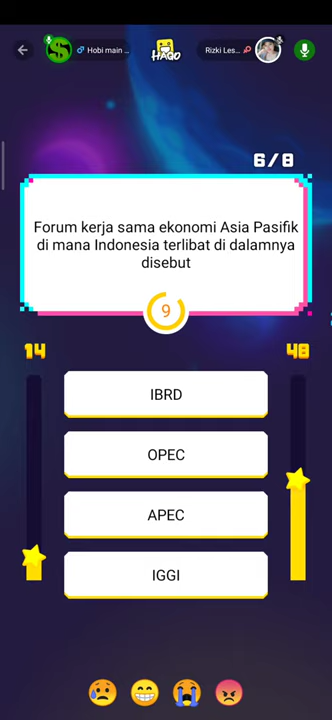 Hobi main ...
HAGO
Rizki Les...
6/8
Forum kerja sama ekonomi Asia Pasifik
di mana Indonesia terlibat di dalamnya
disebut
9
14
48
IBRD
OPEC
APEC
IGGI